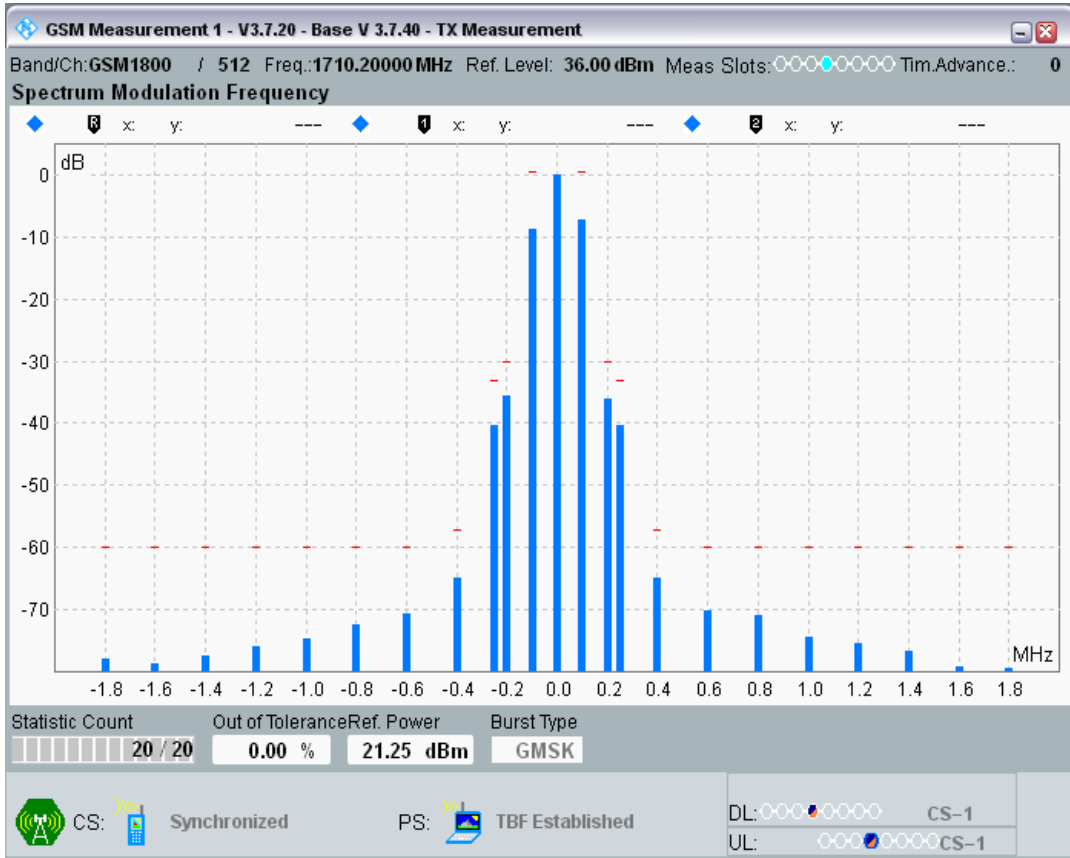 GSM Measurement 1 - V3.7.20 - Base V 3.7.40 - TX Measurement
Band/Ch:GSM1800 / 512 Freq.:1710.20000 MHz Ref. Level: 36.00 dBm Meas Slots: Tim.Advance.: 0
Spectrum Modulation Frequency
R x: y: --- 1 x: y: --- 2 x: y: ---
dB
0
-10
-20
-30
-40
-50
-60
-70
MHz
-1.8 -1.6 -1.4 -1.2 -1.0 -0.8 -0.6 -0.4 -0.2 0.0 0.2 0.4 0.6 0.8 1.0 1.2 1.4 1.6 1.8
Statistic Count Out of Tolerance Ref. Power Burst Type
20 / 20 0.00 % 21.25 dBm GMSK
CS: Synchronized PS: TBF Established
DL: CS-1
UL: CS-1